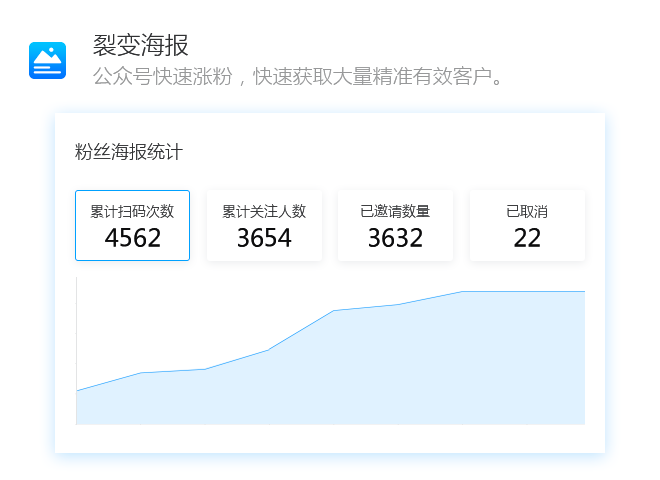 裂变海报
公众号快速涨粉，快速获取大量精准有效客户。
粉丝海报统计
累计扫码次数 累计关注人数 已邀请数量 已取消
4562 3654 3632 22